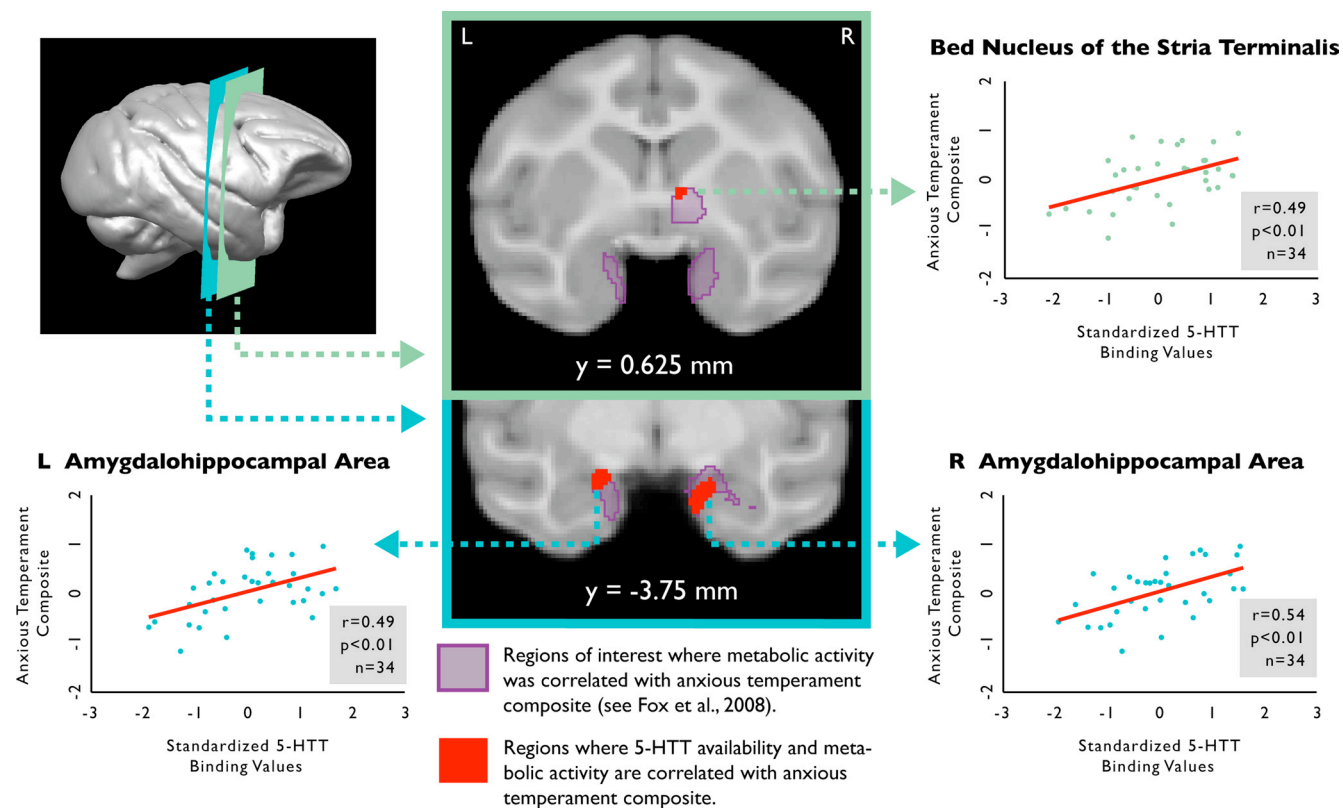 L
R
y = 0.625 mm
y = -3.75 mm
Bed Nucleus of the Stria Terminalis
2
1
0
-1
-2
Anxious Temperament
Composite
r=0.49
p<0.01
n=34
-3 -2 -1 0 1 2 3
Standardized 5-HTT
Binding Values
L Amygdalohippocampal Area
2
1
0
-1
-2
Anxious Temperament
Composite
r=0.49
p<0.01
n=34
-3 -2 -1 0 1 2 3
Standardized 5-HTT
Binding Values
R Amygdalohippocampal Area
2
1
0
-1
-2
Anxious Temperament
Composite
r=0.54
p<0.01
n=34
-3 -2 -1 0 1 2 3
Standardized 5-HTT
Binding Values
Regions of interest where metabolic activity
was correlated with anxious temperament
composite (see Fox et al., 2008).
Regions where 5-HTT availability and meta-
bolic activity are correlated with anxious
temperament composite.